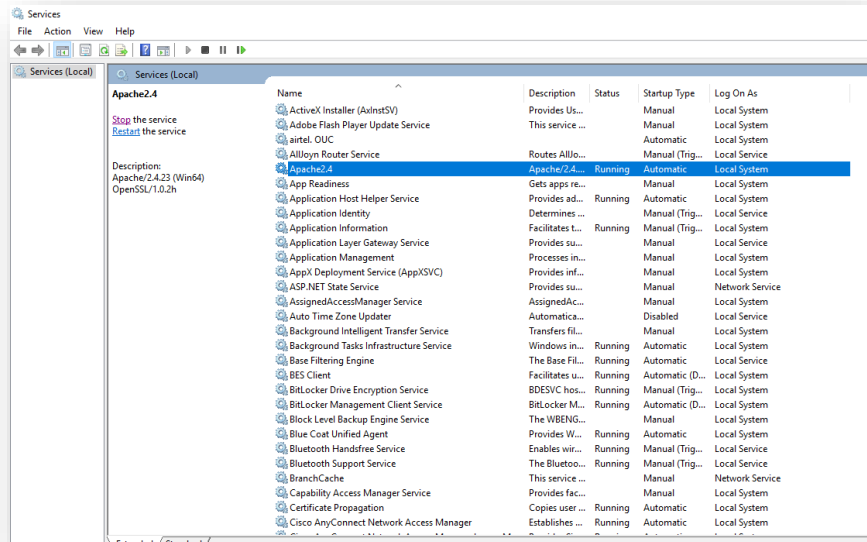 Services
File Action View Help
Services (Local)
Services (Local)
Apache2.4
Stop the service
Restart the service
Description:
Apache/2.4.23 (Win64)
OpenSSL/1.0.2h
Name Description Status Startup Type Log On As
ActiveX Installer (AxInstSV) Provides Us... Manual Local System
Adobe Flash Player Update Service This service ... Manual Local System
airtel. OUC Automatic Local System
AllJoyn Router Service Routes AllJo... Manual (Trig... Local Service
Apache2.4 Apache/2.4.... Running Automatic Local System
App Readiness Gets apps re... Manual Local System
Application Host Helper Service Provides ad... Running Automatic Local System
Application Identity Determines ... Manual (Trig... Local Service
Application Information Facilitates t... Running Manual (Trig... Local System
Application Layer Gateway Service Provides su... Manual Local Service
Application Management Processes in... Manual Local System
AppX Deployment Service (AppXSVC) Provides inf... Manual Local System
ASP.NET State Service Provides su... Manual Network Service
AssignedAccessManager Service AssignedAc... Manual Local System
Auto Time Zone Updater Automatica... Disabled Local Service
Background Intelligent Transfer Service Transfers fil... Manual Local System
Background Tasks Infrastructure Service Windows in... Running Automatic Local System
Base Filtering Engine The Base Fil... Running Automatic Local Service
BES Client Facilitates u... Running Automatic (D... Local System
BitLocker Drive Encryption Service BDESVC hos... Running Manual (Trig... Local System
BitLocker Management Client Service BitLocker M... Running Automatic (D... Local System
Block Level Backup Engine Service The WBENG... Manual Local System
Blue Coat Unified Agent Provides W... Running Automatic Local System
Bluetooth Handsfree Service Enables wir... Running Manual (Trig... Local Service
Bluetooth Support Service The Bluetoo... Running Manual (Trig... Local Service
BranchCache This service ... Manual Network Service
Capability Access Manager Service Provides fac... Manual Local System
Certificate Propagation Copies user ... Running Automatic Local System
Cisco AnyConnect Network Access Manager Establishes ... Running Automatic Local System